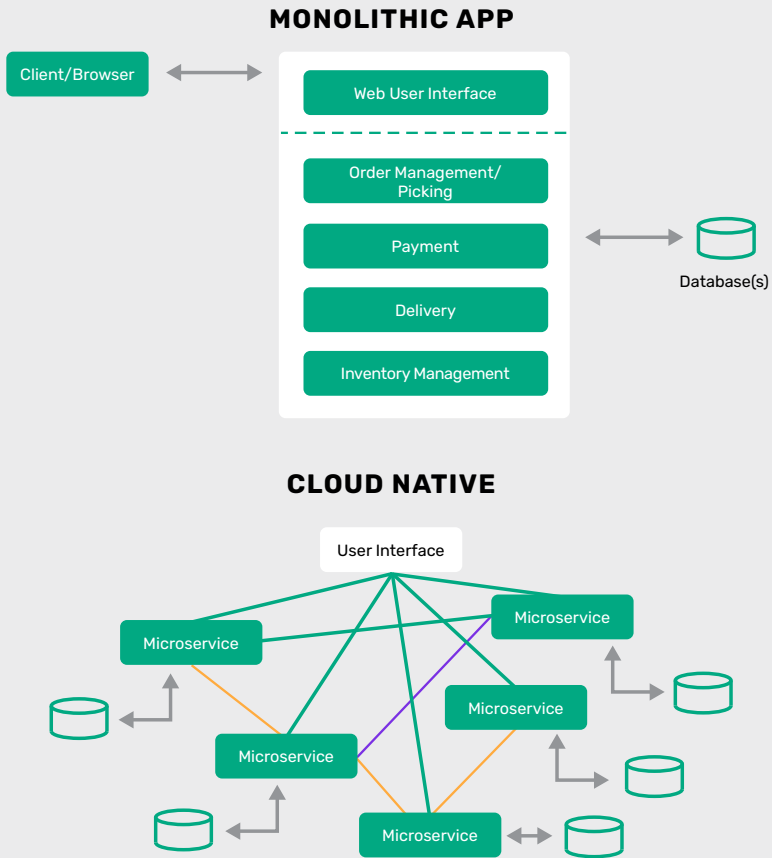 MONOLITHIC APP
Client/Browser
Web User Interface
Order Management/
Picking
Payment
Delivery
Inventory Management
Database(s)
CLOUD NATIVE
User Interface
Microservice
Microservice
Microservice
Microservice
Microservice